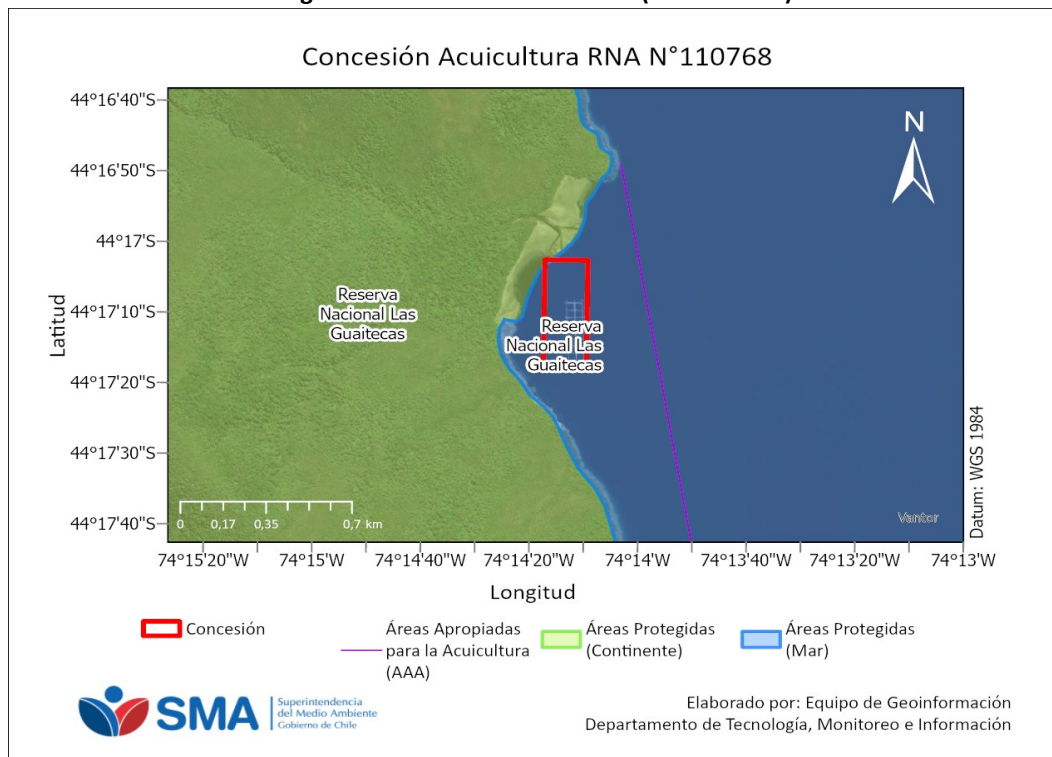 Concesión Acuicultura RNA N°110768
44°16'40"S
44°16'50"S
44°17'S
44°17'10"S
44°17'20"S
44°17'30"S
44°17'40"S
Latitud
N
Reserva
Nacional Las
Guaitecas
Reserva
Nacional Las
Guaitecas
0 0,17 0,35 0,7 km
Vantor
Datum: WGS 1984
74°15'20"W 74°15'W 74°14'40"W 74°14'20"W 74°14'W 74°13'40"W 74°13'20"W 74°13'W
Longitud
Concesión
Áreas Apropiadas
para la Acuicultura
(AAA)
Áreas Protegidas
(Continente)
Áreas Protegidas
(Mar)
SMA
Superintendencia
del Medio Ambiente
Gobierno de Chile
Elaborado por: Equipo de Geoinformación
Departamento de Tecnología, Monitoreo e Información